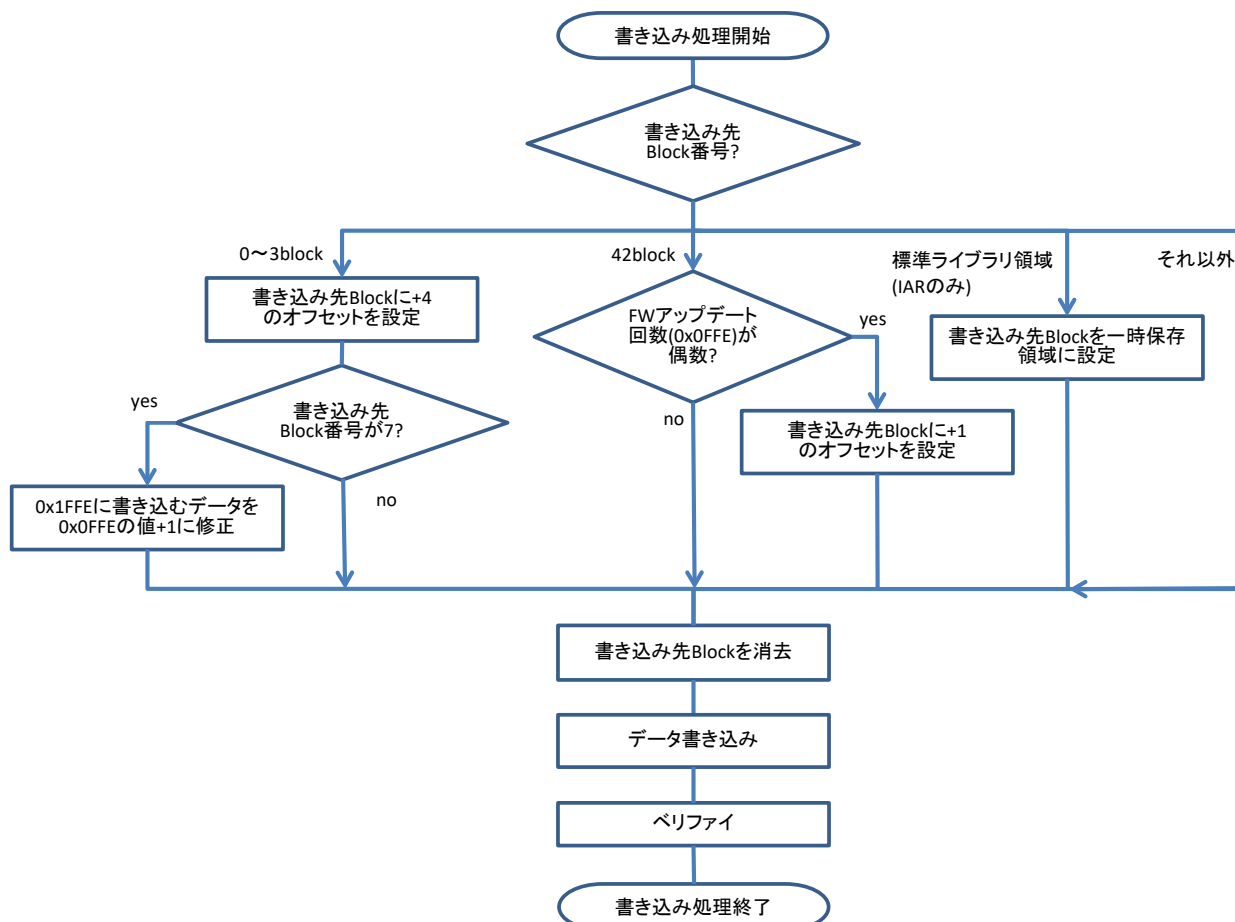 書き込み処理開始
書き込み先
Block番号?
0～3block
42block
標準ライブラリ領域
(IARのみ)
それ以外
書き込み先Blockに+4
のオフセットを設定
FWアップデート
回数(0x0FFE)が
偶数?
yes
書き込み先Blockを一時保存
領域に設定
yes
書き込み先
Block番号が7?
no
no
書き込み先Blockに+1
のオフセットを設定
0x1FFEに書き込むデータを
0x0FFEの値+1に修正
書き込み先Blockを消去
データ書き込み
ベリファイ
書き込み処理終了